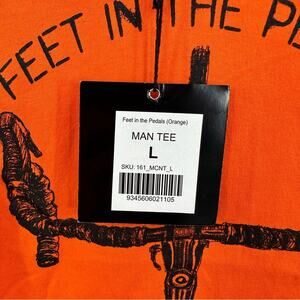 FEET IN THE PE
Feet in the Pedals (Orange)
MAN TEE
L
SKU: 161_MCNT_L
9345606021105